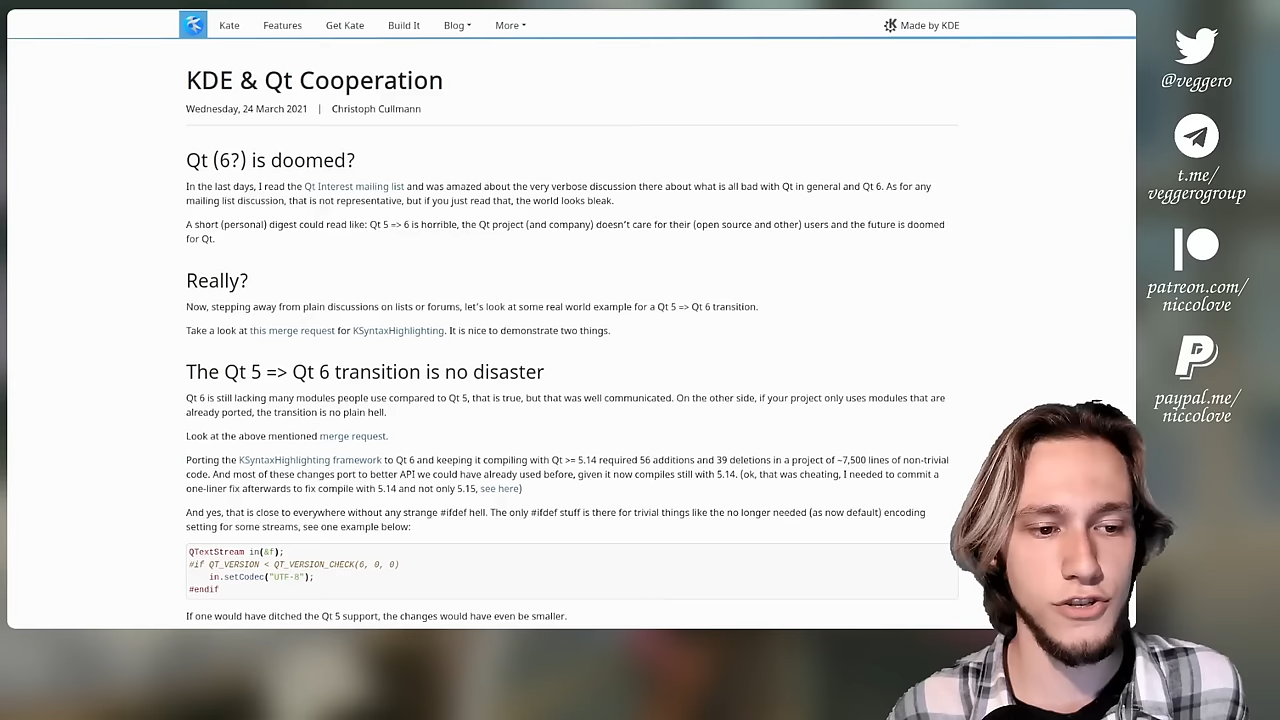 Kate Features Get Kate Build It Blog More Made by KDE
KDE & Qt Cooperation
Wednesday, 24 March 2021 | Christoph Cullmann
Qt (6?) is doomed?
In the last days, I read the Qt Interest mailing list and was amazed about the very verbose discussion there about what is all bad with Qt in general and Qt 6. As for any
mailing list discussion, that is not representative, but if you just read that, the world looks bleak.
A short (personal) digest could read like: Qt 5 => 6 is horrible, the Qt project (and company) doesn't care for their (open source and other) users and the future is doomed
for Qt.
Really?
Now, stepping away from plain discussions on lists or forums, let's look at some real world example for a Qt 5 => Qt 6 transition.
Take a look at this merge request for KSyntaxHighlighting. It is nice to demonstrate two things.
The Qt 5 => Qt 6 transition is no disaster
Qt 6 is still lacking many modules people use compared to Qt 5, that is true, but that was well communicated. On the other side, if your project only uses modules that are
already ported, the transition is no plain hell.
Look at the above mentioned merge request.
Porting the KSyntaxHighlighting framework to Qt 6 and keeping it compiling with Qt >= 5.14 required 56 additions and 39 deletions in a project of ~7,500 lines of non-trivial
code. And most of these changes port to better API we could have already used before, given it now compiles still with 5.14. (ok, that was cheating, I needed to commit a
one-liner fix afterwards to fix compile with 5.14 and not only 5.15, see here)
And yes, that is close to everywhere without any strange #ifdef hell. The only #ifdef stuff is there for trivial things like the no longer needed (as now default) encoding
setting for some streams, see one example below:
QTextStream in(&f);
#if QT_VERSION < QT_VERSION_CHECK(6, 0, 0)
in.setCodec("UTF-8");
#endif
If one would have ditched the Qt 5 support, the changes would have even be smaller.
@veggero
t.me/
veggerogroup
patreon.com/
niccolove
paypal.me/
niccolove